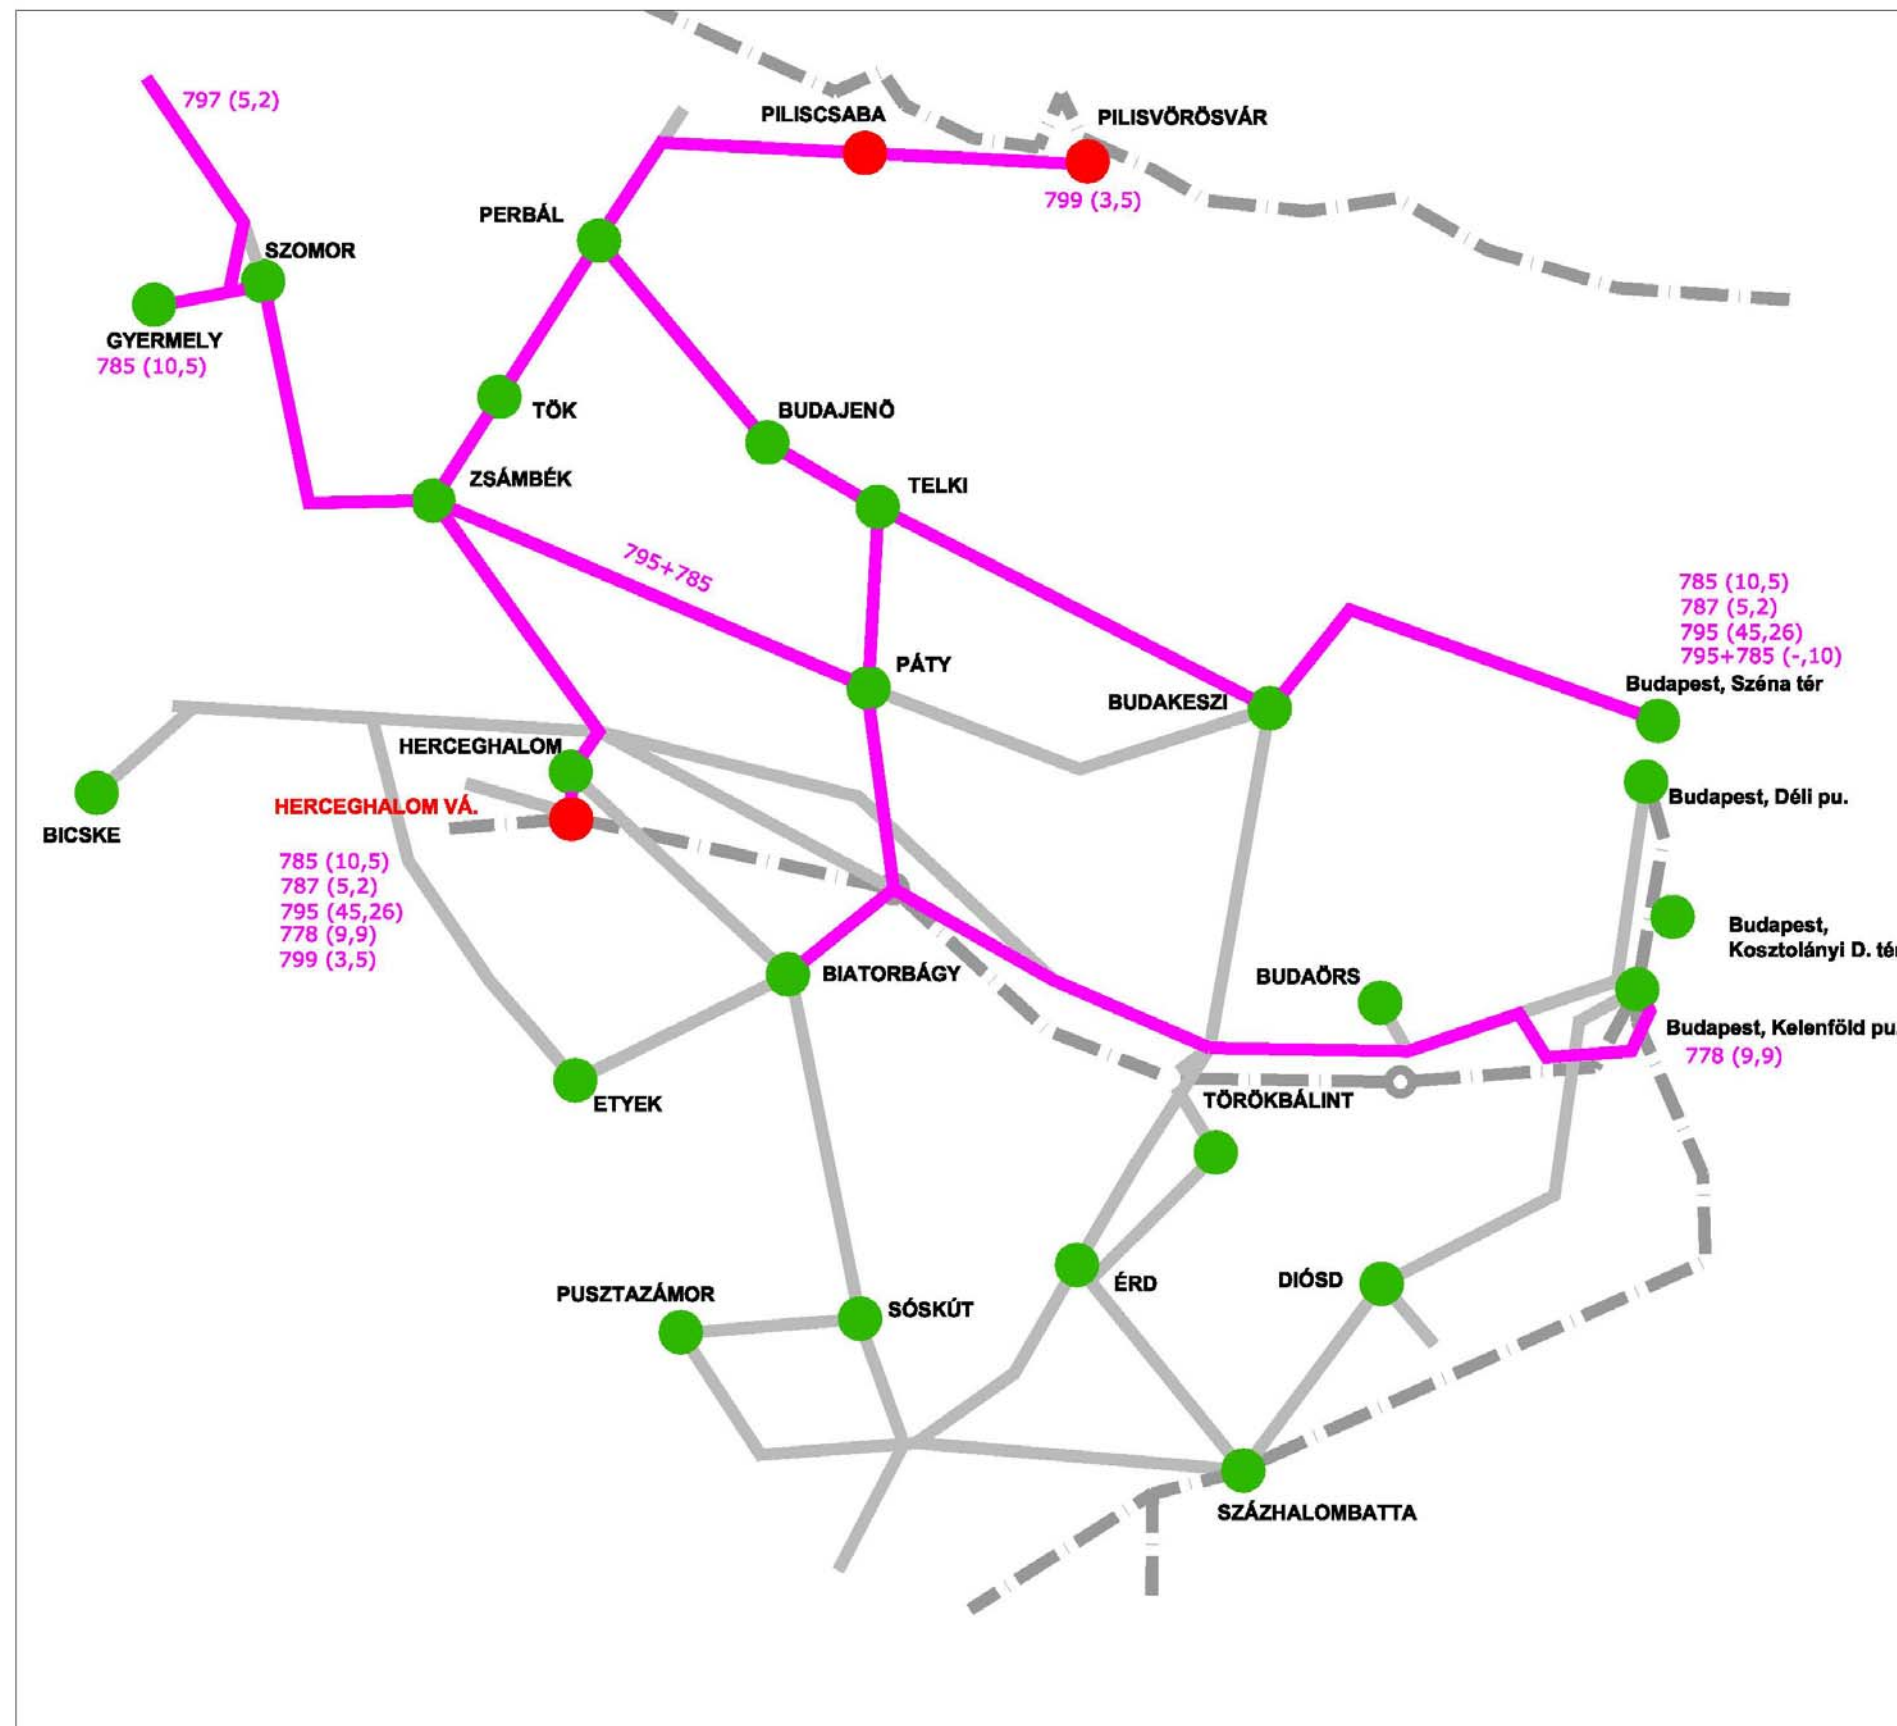 797 (5,2)
PILISCSABA
PILISVÖRÖSVÁR
799 (3,5)
PERBÁL
SZOMOR
GYERMELY
785 (10,5)
TÖK
BUDAJENŐ
ZSÁMBÉK
TELKI
795+785
785 (10,5)
787 (5,2)
795 (45,26)
795+785 (-,10)
Budapest, Széna tér
PÁTY
BUDAKESZI
HERCEGHALOM
HERCEGHALOM VÁ.
BICSKE
Budapest, Déli pu.
785 (10,5)
787 (5,2)
795 (45,26)
778 (9,9)
799 (3,5)
Budapest,
Kosztolányi D. tér
BIATORBÁGY
BUDAÖRS
Budapest, Kelenföld pu.
778 (9,9)
ETYEK
TÖRÖKBÁLINT
PUSZTAZÁMOR
SÓSKÚT
ÉRD
DIÓSD
SZÁZHALOMBATTA